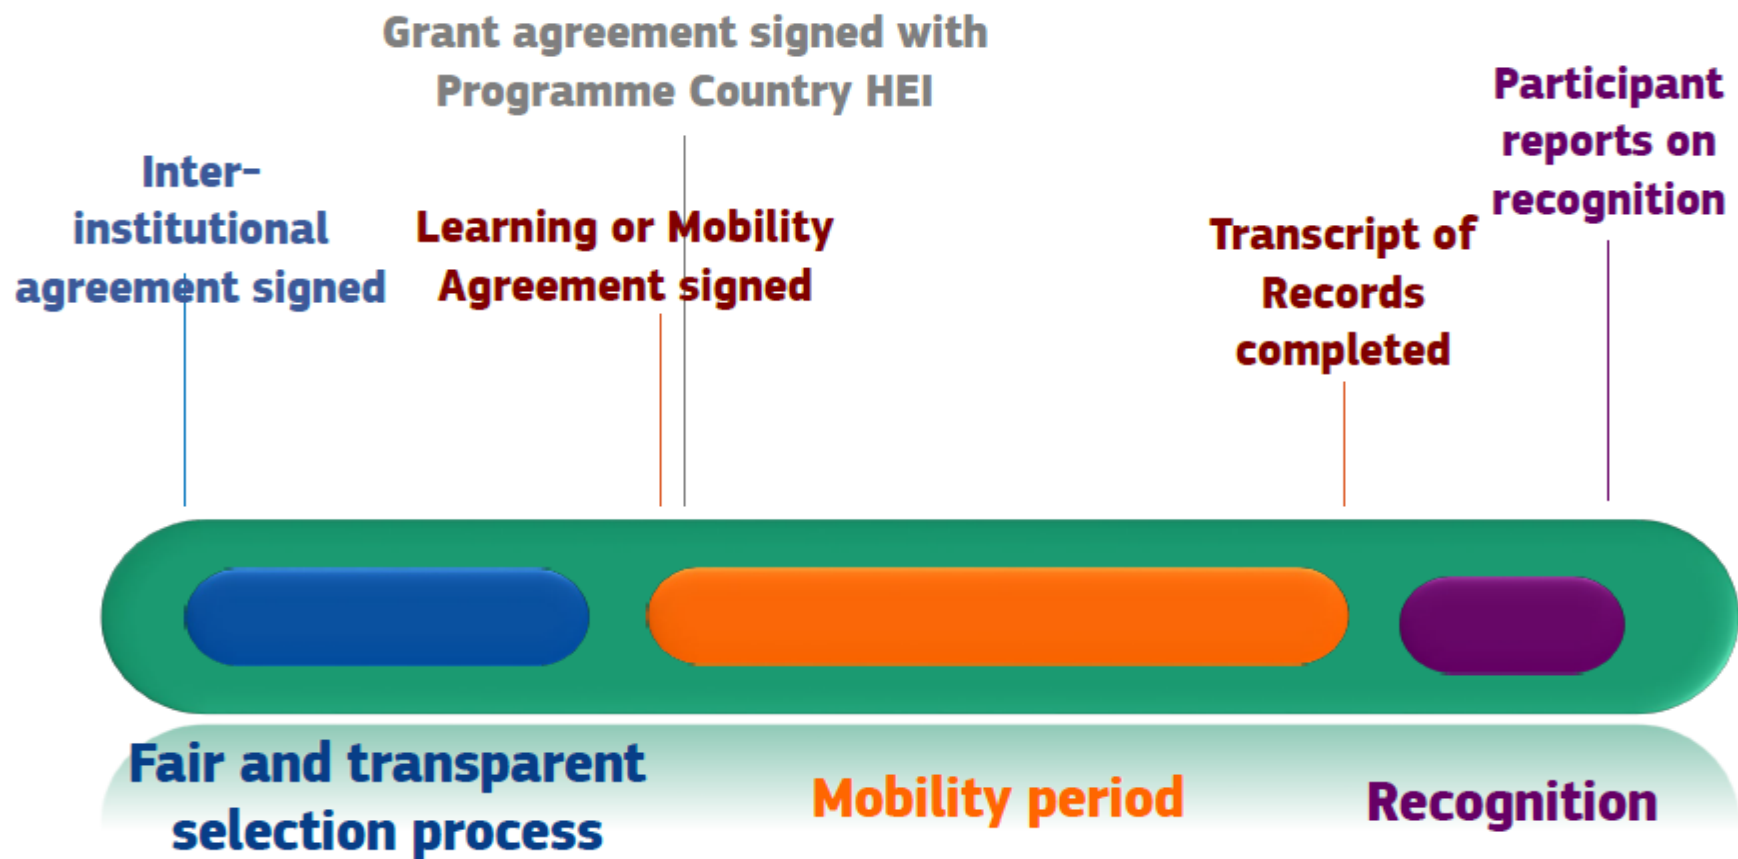 Grant agreement signed with
Programme Country HEI
Inter-
institutional
agreement signed
Learning or Mobility
Agreement signed
Transcript of
Records
completed
Participant
reports on
recognition
Fair and transparent
selection process
Mobility period
Recognition